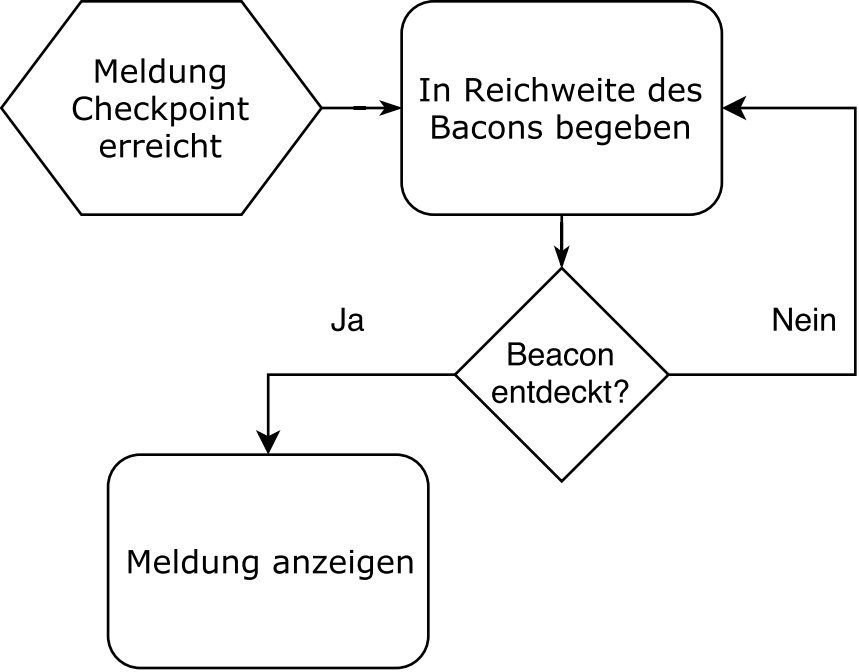 Meldung
Checkpoint
erreicht
In Reichweite des
Bacons begeben
Ja
Nein
Beacon
entdeckt?
Meldung anzeigen